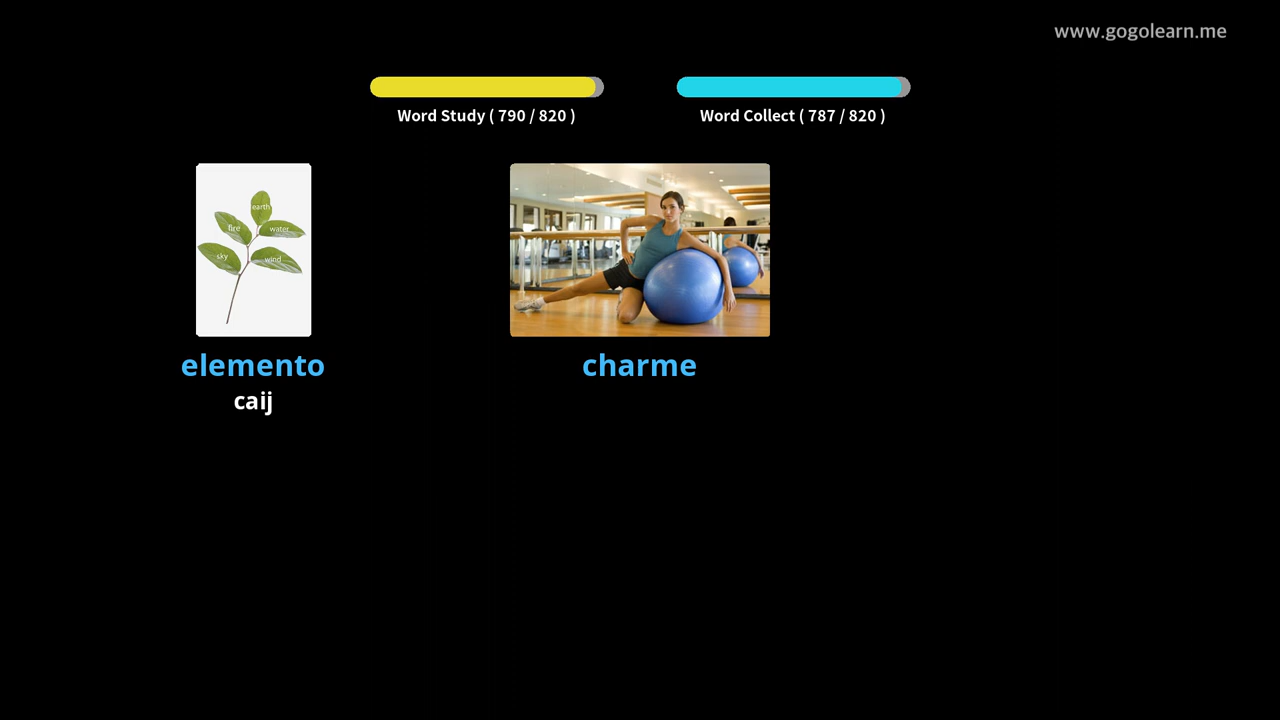 www.gogolearn.me
Word Study ( 790 / 820 )
Word Collect ( 787 / 820 )
earth
fire
water
sky
wind
elemento
charme
caij